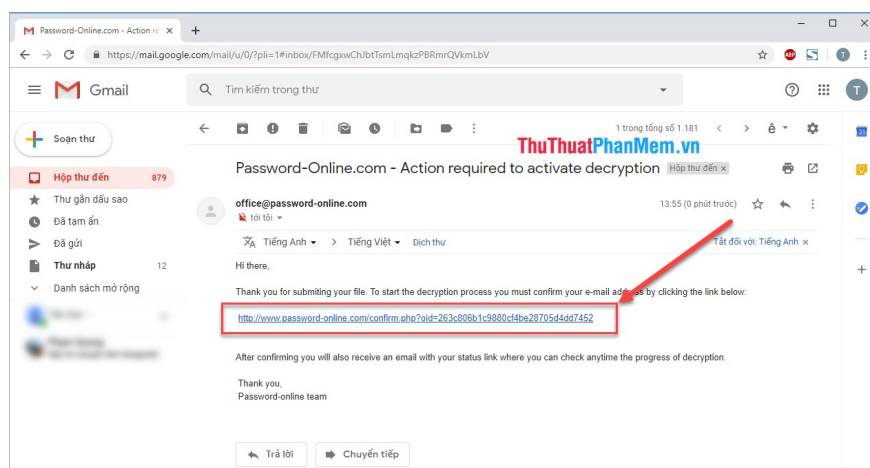 Password-Online.com - Action re
https://mail.google.com/mail/u/0/?pli=1#inbox/FMfcgxwChJbtTsmLmqkzPBRmrQVkmLbV
ABP
S
T
Gmail
Tìm kiếm trong thư
T
Soạn thư
1 trong tổng số 1.181
ê
31
ThuThuatPhanMem.vn
Password-Online.com - Action required to activate decryption
Hộp thư đến x
Hộp thư đến 879
Thư gắn dấu sao
Đã tạm ẩn
Đã gửi
Thư nháp 12
Danh sách mở rộng
office@password-online.com
13:55 (0 phút trước)
tới tôi
Tiếng Anh > Tiếng Việt Dịch thư
Tắt đối với: Tiếng Anh x
Hi there,
Thank you for submiting your file. To start the decryption process you must confirm your e-mail address by clicking the link below:
http://www.password-online.com/confirm.php?oid=263c806b1c9880cf4be28705d4dd7452
After confirming you will also receive an email with your status link where you can check anytime the progress of decryption.
Thank you,
Password-online team
Trả lời
Chuyển tiếp